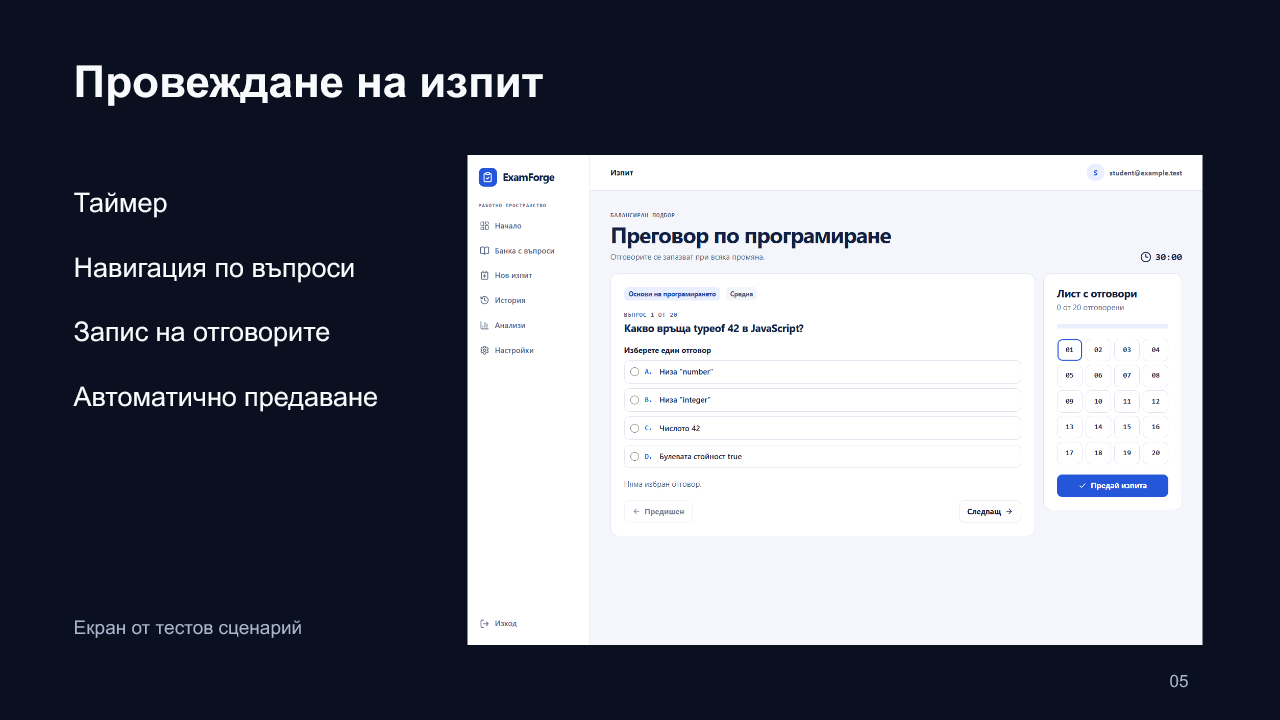 Провеждане на изпит
Таймер
Навигация по въпроси
Запис на отговорите
Автоматично предаване
Екран от тестов сценарий
ExamForge
РАБОТНО ПРОСТРАНСТВО
Начало
Банка с въпроси
Нов изпит
История
Анализи
Настройки
Изход
Изпит
S
student@example.test
БАЛАНСИРАН ПОДБОР
Преговор по програмиране
Отговорите се запазват при всяка промяна.
30:00
Основи на програмирането
Средна
ВЪПРОС 1 ОТ 20
Какво връща typeof 42 в JavaScript?
Изберете един отговор
A. Низа "number"
B. Низа "integer"
C. Числото 42
D. Булевата стойност true
Няма избран отговор.
Предишен
Следващ
Лист с отговори
0 от 20 отговорени
01 02 03 04
05 06 07 08
09 10 11 12
13 14 15 16
17 18 19 20
Предай изпита
05